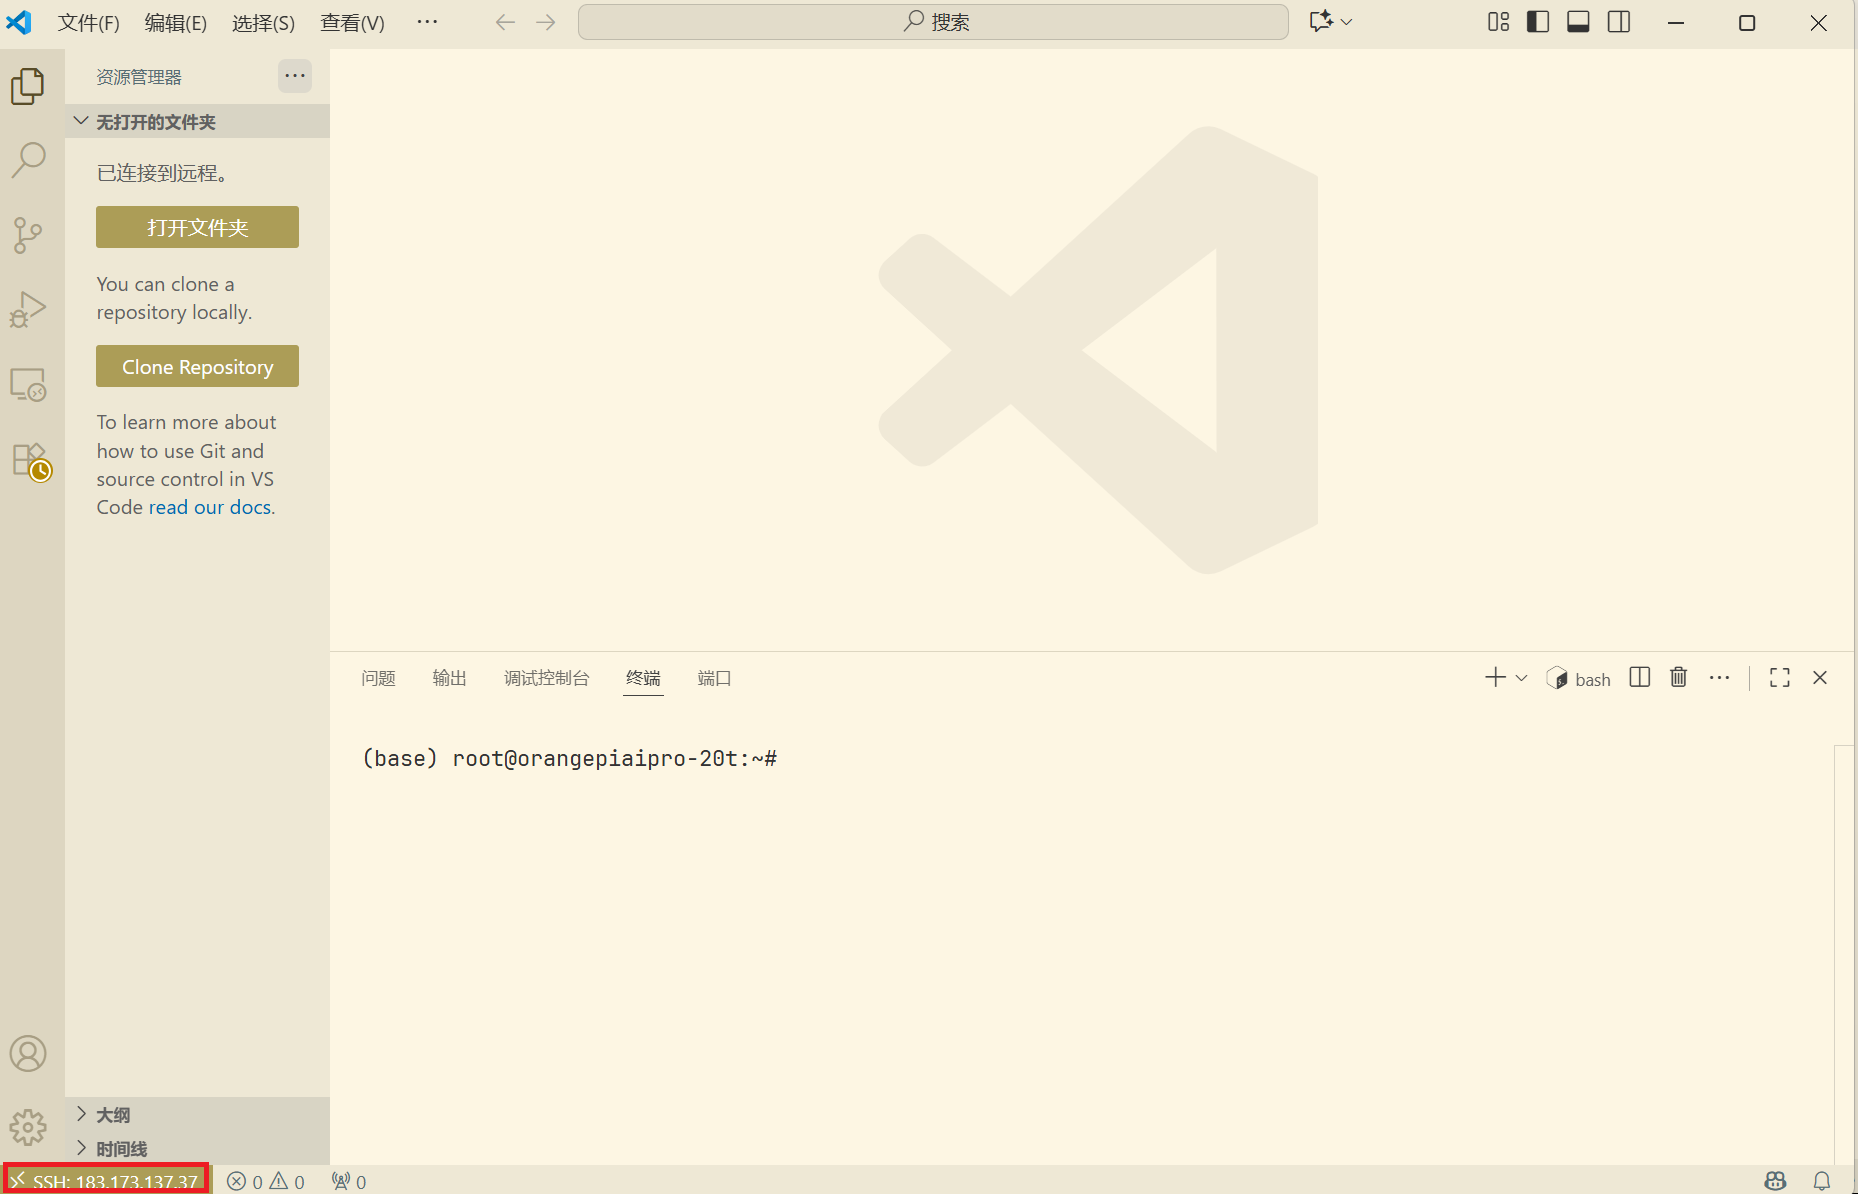 文件(F) 编辑(E) 选择(S) 查看(V) ··· 搜索
资源管理器 ···
无打开的文件夹
已连接到远程。
打开文件夹
You can clone a
repository locally.
Clone Repository
To learn more about
how to use Git and
source control in VS
Code read our docs.
问题 输出 调试控制台 终端 端口 bash ···
(base) root@orangepiaipro-20t:~#
大纲
时间线
SSH: 183.173.137.37 0 0 0